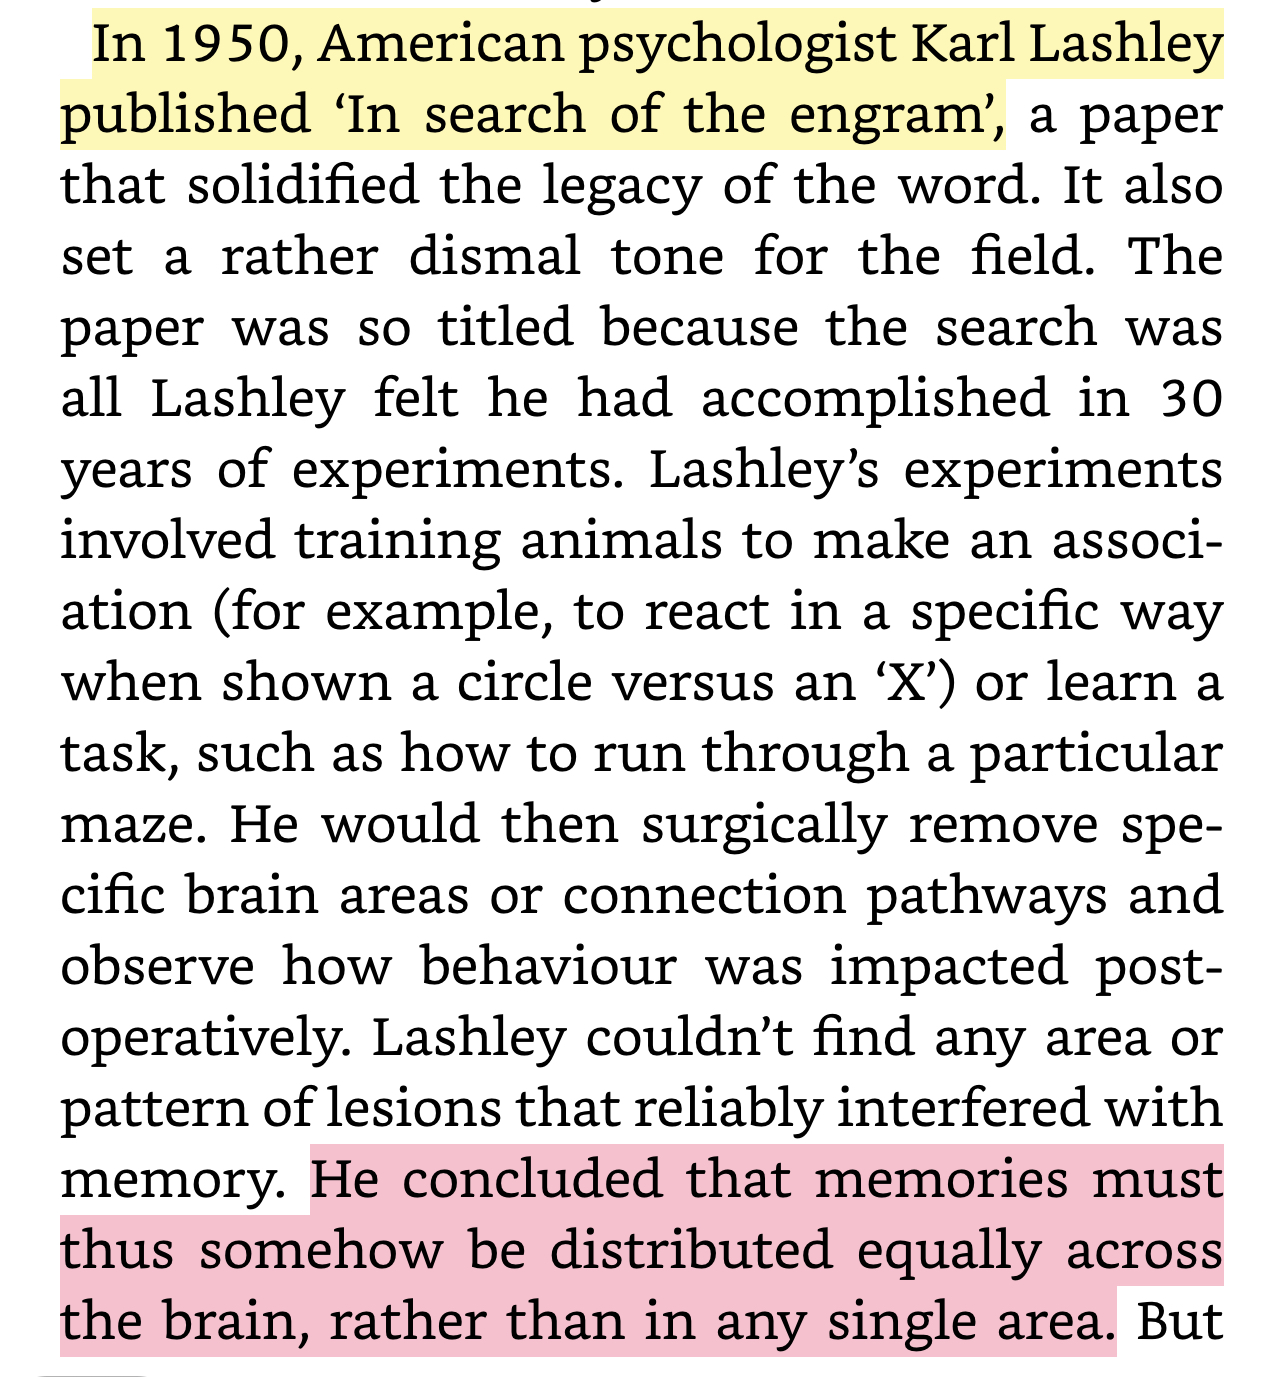 In 1950, American psychologist Karl Lashley
published ‘In search of the engram’, a paper
that solidified the legacy of the word. It also
set a rather dismal tone for the field. The
paper was so titled because the search was
all Lashley felt he had accomplished in 30
years of experiments. Lashley’s experiments
involved training animals to make an associ-
ation (for example, to react in a specific way
when shown a circle versus an ‘X’) or learn a
task, such as how to run through a particular
maze. He would then surgically remove spe-
cific brain areas or connection pathways and
observe how behaviour was impacted post-
operatively. Lashley couldn’t find any area or
pattern of lesions that reliably interfered with
memory. He concluded that memories must
thus somehow be distributed equally across
the brain, rather than in any single area. But